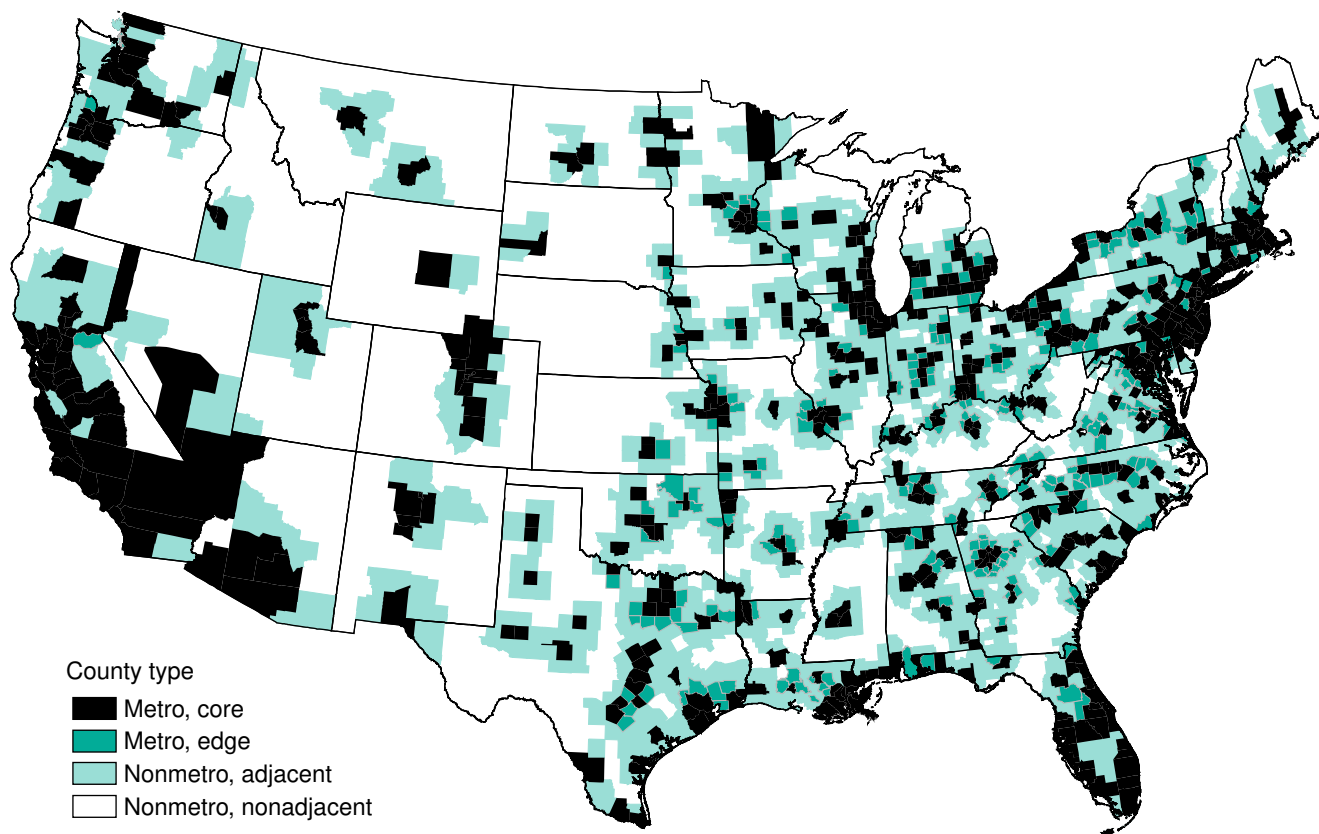 County type
Metro, core
Metro, edge
Nonmetro, adjacent
Nonmetro, nonadjacent